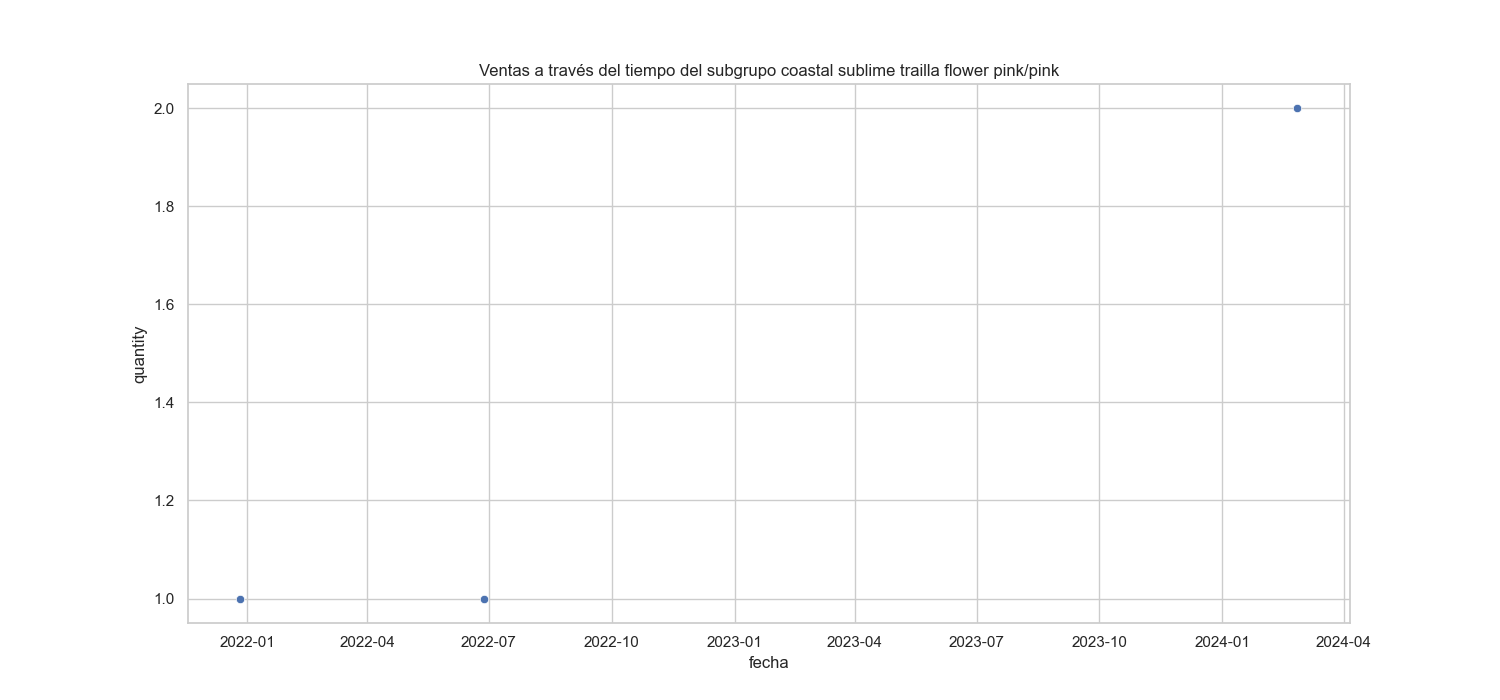 Ventas a través del tiempo del subgrupo coastal sublime trailla flower pink/pink
2.0
1.8
1.6
1.4
1.2
1.0
quantity
2022-01 2022-04 2022-07 2022-10 2023-01 2023-04 2023-07 2023-10 2024-01 2024-04
fecha